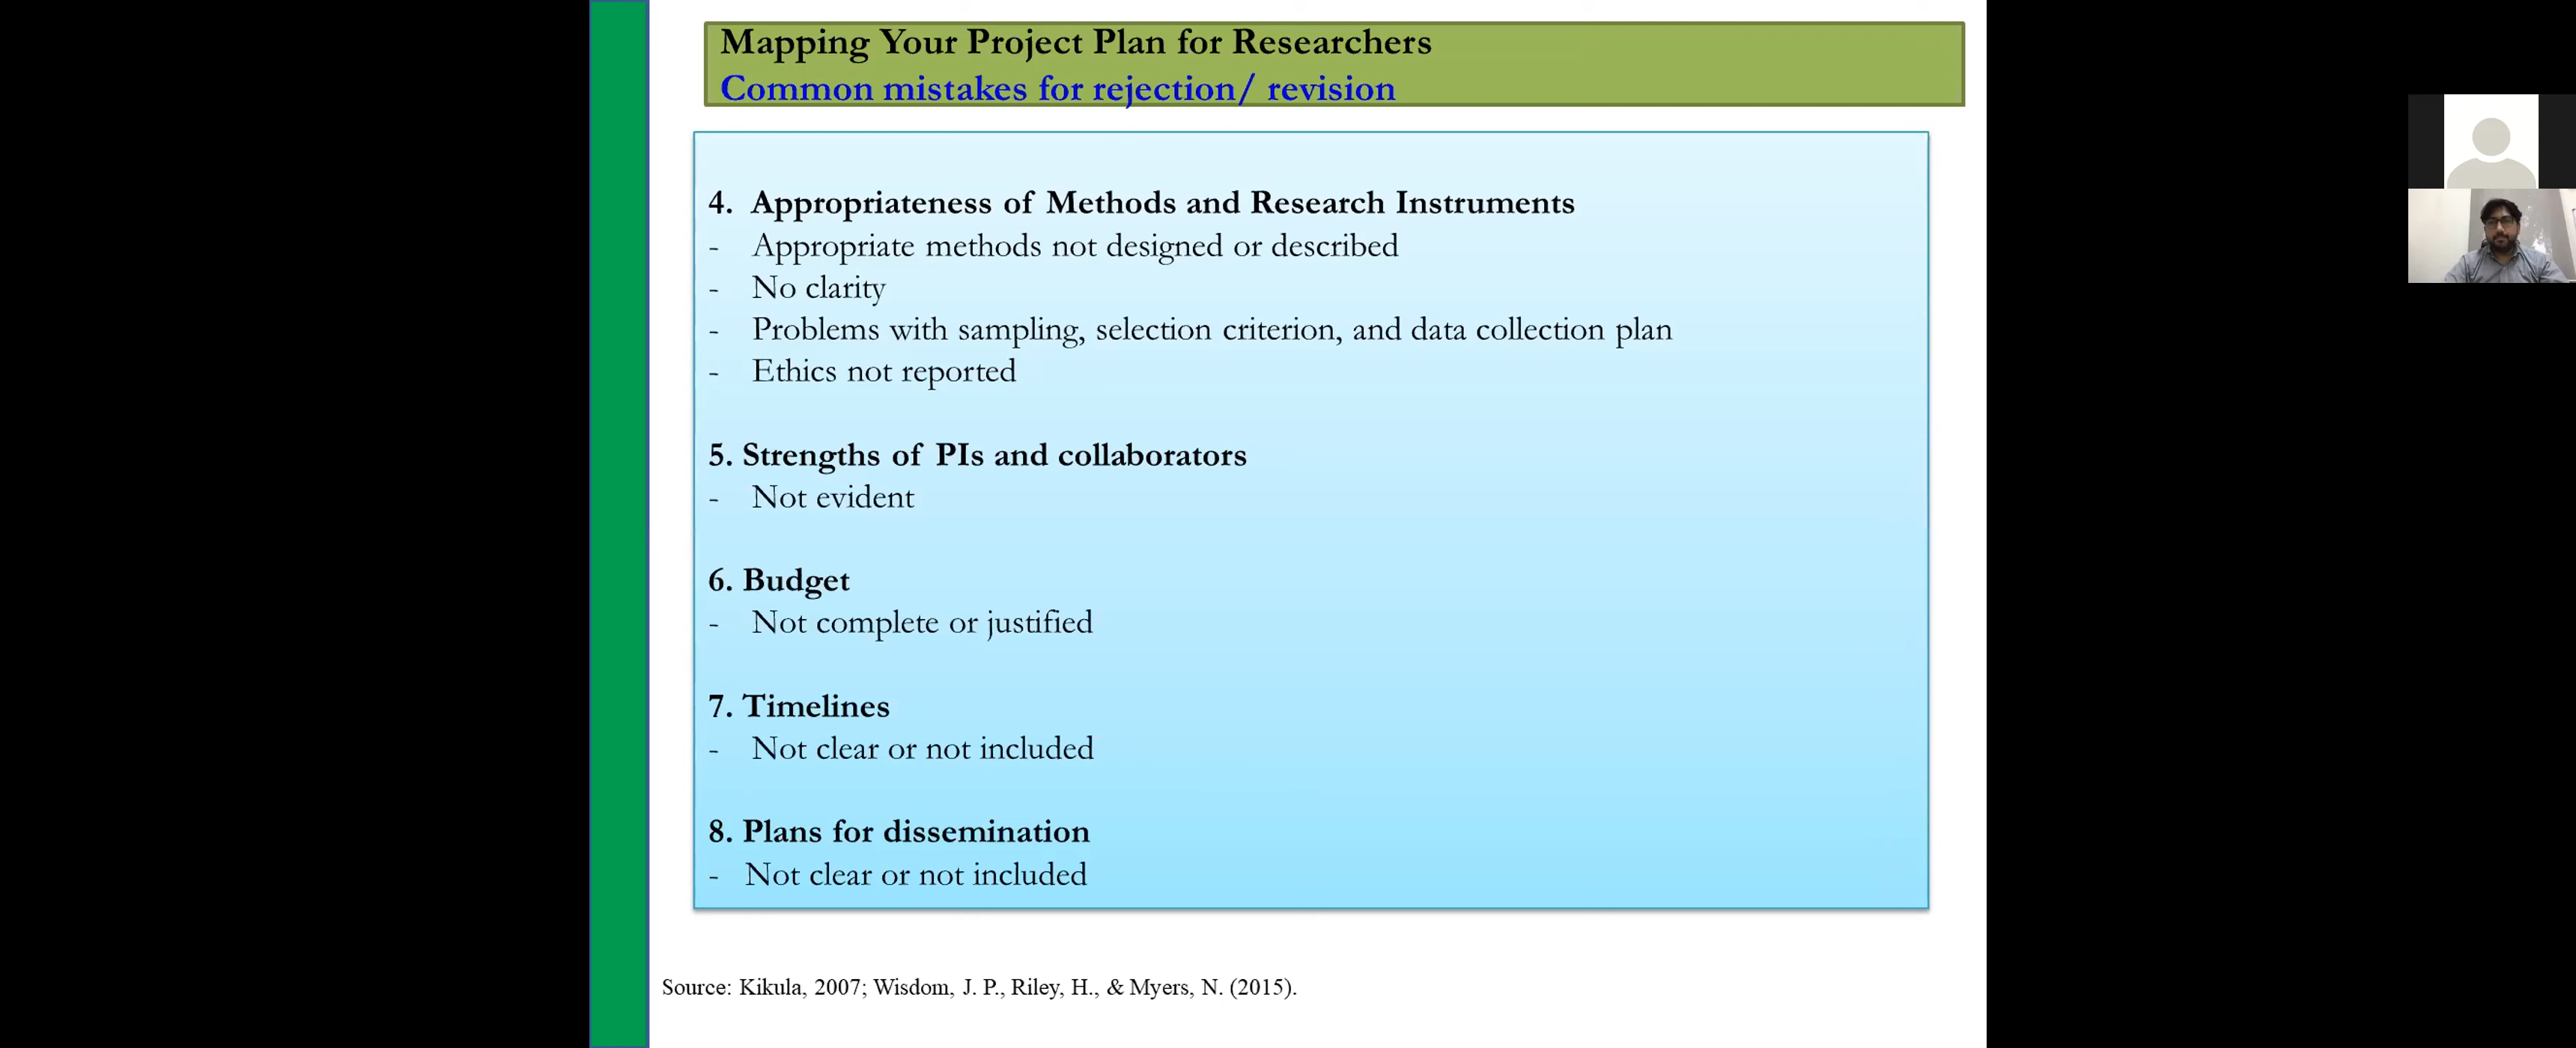 Mapping Your Project Plan for Researchers
Common mistakes for rejection/ revision
4. Appropriateness of Methods and Research Instruments
- Appropriate methods not designed or described
- No clarity
- Problems with sampling, selection criterion, and data collection plan
- Ethics not reported
5. Strengths of PIs and collaborators
- Not evident
6. Budget
- Not complete or justified
7. Timelines
- Not clear or not included
8. Plans for dissemination
- Not clear or not included
Source: Kikula, 2007; Wisdom, J. P., Riley, H., & Myers, N. (2015).